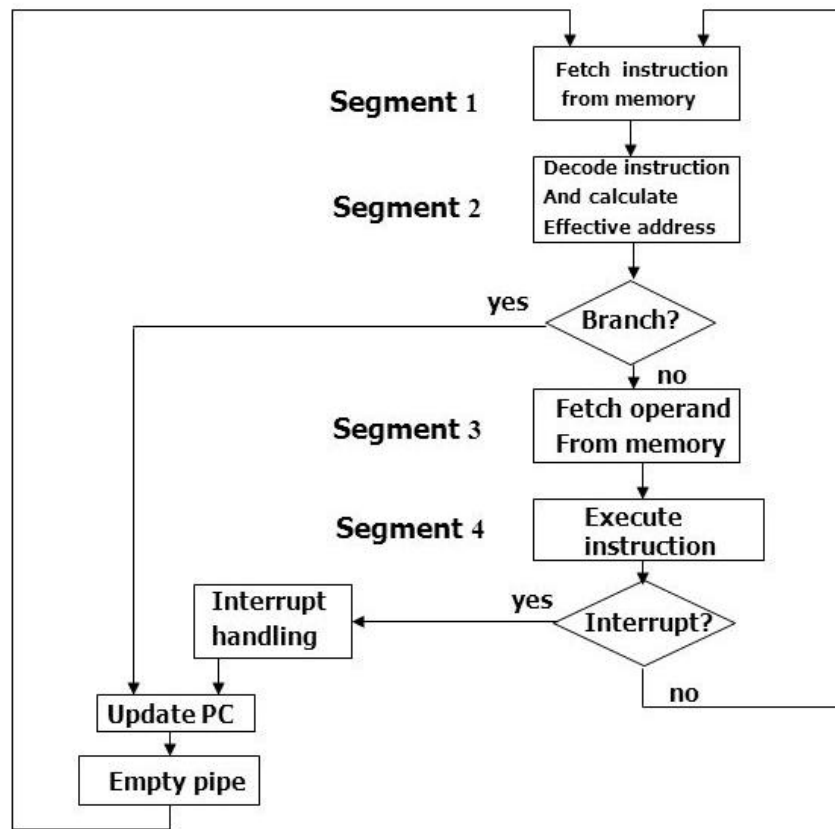 Fetch instruction
from memory
Segment 1
Decode instruction
And calculate
Effective address
Segment 2
Branch?
yes
no
Fetch operand
From memory
Segment 3
Execute
instruction
Segment 4
Interrupt?
yes
no
Interrupt
handling
Update PC
Empty pipe